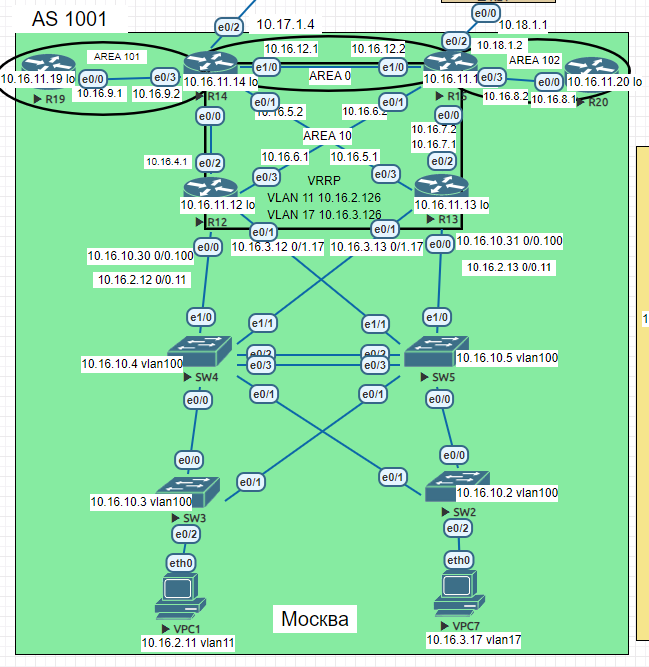 AS 1001
e0/2
10.17.1.4
e0/0
10.18.1.1
AREA 101
10.16.12.1
10.16.12.2
e0/2
10.18.1.2
AREA 102
10.16.11.19 lo
e0/0
e0/3
10.16.11.14 lo
e1/0
AREA 0
e1/0
e0/3
e0/0
10.16.11.20 lo
R19
10.16.9.1
10.16.9.2
R14
e0/1
e0/1
10.16.8.2
10.16.8.1
R20
e0/0
10.16.6.2
e0/0
AREA 10
10.16.7.2
10.16.7.1
10.16.4.1
e0/2
10.16.6.1
10.16.5.1
e0/2
e0/3
VRRP
e0/3
VLAN 11 10.16.2.126
VLAN 17 10.16.3.126
10.16.11.12 lo
10.16.11.13 lo
R12
R13
e0/1
e0/1
e0/0
10.16.3.12 0/1.17
10.16.3.13 0/1.17
e0/0
10.16.10.31 0/0.100
10.16.10.30 0/0.100
10.16.2.12 0/0.11
10.16.2.13 0/0.11
e1/0
e1/1
e1/1
e1/0
10.16.10.4 vlan100
e0/2
e0/2
10.16.10.5 vlan100
e0/3
e0/3
SW4
SW5
e0/0
e0/1
e0/1
e0/0
e0/0
e0/0
e0/1
e0/1
10.16.10.3 vlan100
10.16.10.2 vlan100
SW3
SW2
e0/2
e0/2
eth0
eth0
Москва
VPC1
VPC7
10.16.2.11 vlan11
10.16.3.17 vlan17